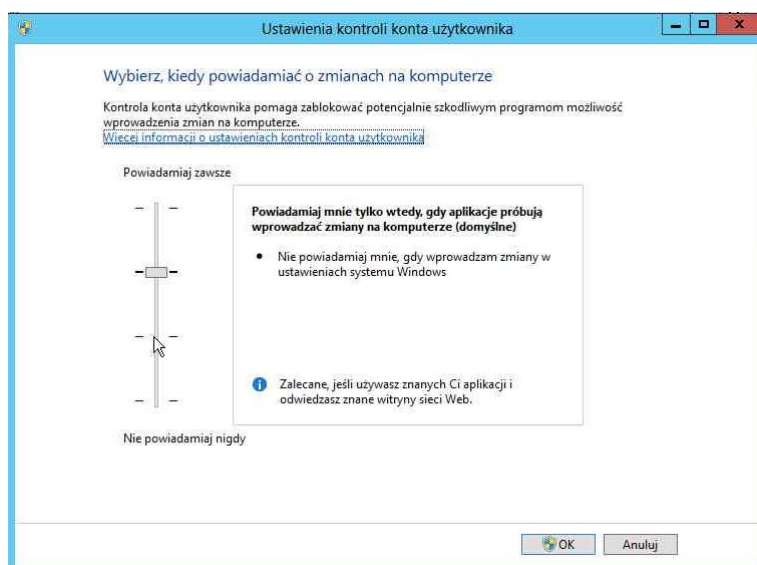 Ustawienia kontroli konta użytkownika
Wybierz, kiedy powiadamiać o zmianach na komputerze
Kontrola konta użytkownika pomaga zablokować potencjalnie szkodliwym programom możliwość
wprowadzenia zmian na komputerze.
Więcej informacji o ustawieniach kontroli konta użytkownika
Powiadamiaj zawsze
Powiadamiaj mnie tylko wtedy, gdy aplikacje próbują
wprowadzać zmiany na komputerze (domyślne)
• Nie powiadamiaj mnie, gdy wprowadzam zmiany w
ustawieniach systemu Windows
Zalecane, jeśli używasz znanych Ci aplikacji i
odwiedzasz znane witryny sieci Web.
Nie powiadamiaj nigdy
OK Anuluj